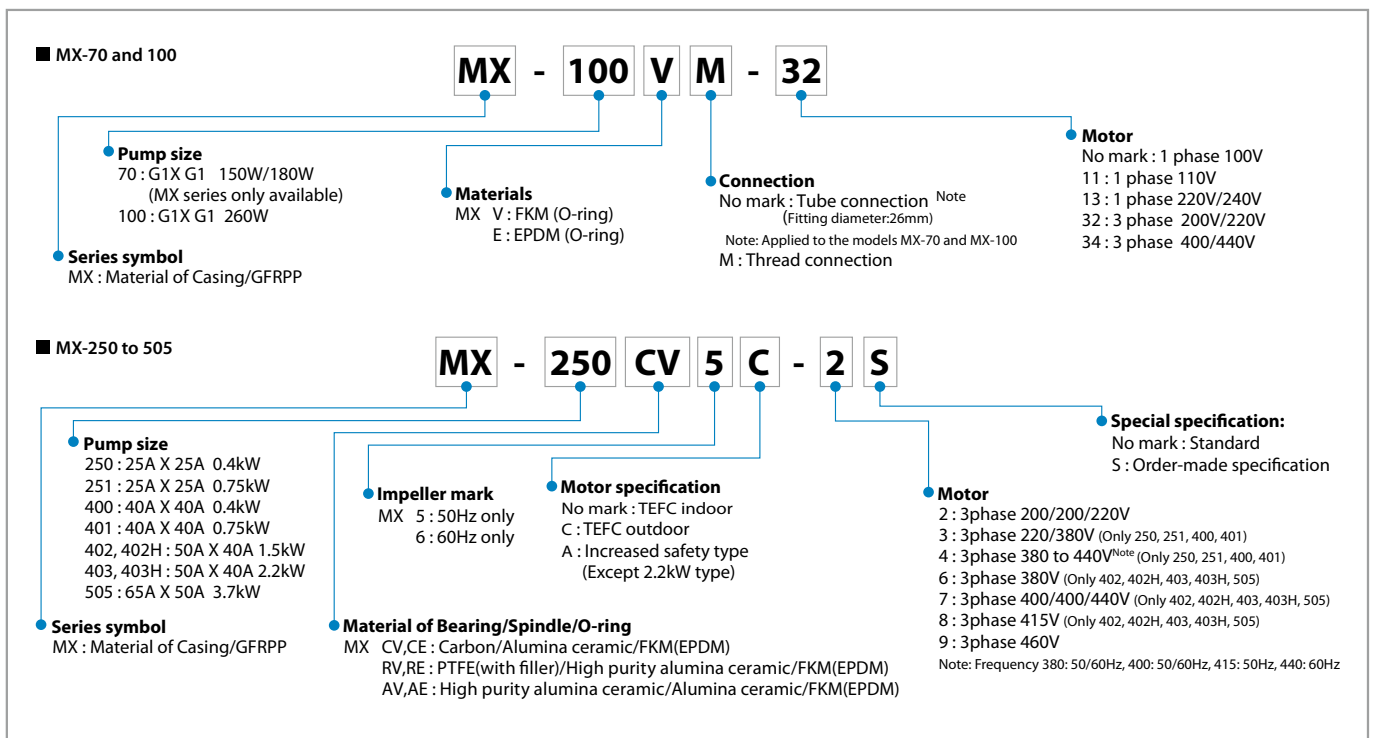 ■ MX-70 and 100
MX - 100 V M - 32
Pump size
70 : G1X G1 150W/180W
(MX series only available)
100 : G1X G1 260W
Series symbol
MX : Material of Casing/GFRPP
Materials
MX V : FKM (O-ring)
E : EPDM (O-ring)
Connection
No mark : Tube connection Note
(Fitting diameter:26mm)
Note: Applied to the models MX-70 and MX-100
M : Thread connection
Motor
No mark : 1 phase 100V
11 : 1 phase 110V
13 : 1 phase 220V/240V
32 : 3 phase 200V/220V
34 : 3 phase 400/440V
■ MX-250 to 505
MX - 250 CV 5 C - 2 S
Pump size
250 : 25A X 25A 0.4kW
251 : 25A X 25A 0.75kW
400 : 40A X 40A 0.4kW
401 : 40A X 40A 0.75kW
402, 402H : 50A X 40A 1.5kW
403, 403H : 50A X 40A 2.2kW
505 : 65A X 50A 3.7kW
Series symbol
MX : Material of Casing/GFRPP
Impeller mark
MX 5 : 50Hz only
6 : 60Hz only
Material of Bearing/Spindle/O-ring
MX CV,CE : Carbon/Alumina ceramic/FKM(EPDM)
RV,RE : PTFE(with filler)/High purity alumina ceramic/FKM(EPDM)
AV,AE : High purity alumina ceramic/Alumina ceramic/FKM(EPDM)
Motor specification
No mark : TEFC indoor
C : TEFC outdoor
A : Increased safety type
(Except 2.2kW type)
Special specification:
No mark : Standard
S : Order-made specification
Motor
2 : 3phase 200/200/220V
3 : 3phase 220/380V (Only 250, 251, 400, 401)
4 : 3phase 380 to 440V Note (Only 250, 251, 400, 401)
6 : 3phase 380V (Only 402, 402H, 403, 403H, 505)
7 : 3phase 400/400/440V (Only 402, 402H, 403, 403H, 505)
8 : 3phase 415V (Only 402, 402H, 403, 403H, 505)
9 : 3phase 460V
Note: Frequency 380: 50/60Hz, 400: 50/60Hz, 415: 50Hz, 440: 60Hz